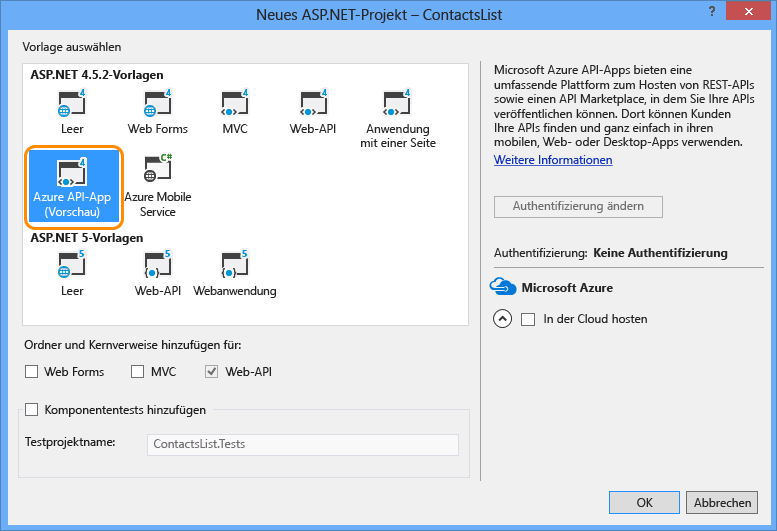 Neues ASP.NET-Projekt – ContactsList
?
Vorlage auswählen
ASP.NET 4.5.2-Vorlagen
4
4
4
4
4
Leer
Web Forms
MVC
Web-API
Anwendung
mit einer Seite
4
C#
Azure API-App
(Vorschau)
Azure Mobile
Service
ASP.NET 5-Vorlagen
5
5
5
Leer
Web-API
Webanwendung
Ordner und Kernverweise hinzufügen für:
Web Forms
MVC
Web-API
Komponententests hinzufügen
Testprojektname:
ContactsList.Tests
Microsoft Azure API-Apps bieten eine
umfassende Plattform zum Hosten von REST-APIs
sowie einen API Marketplace, in dem Sie Ihre APIs
veröffentlichen können. Dort können Kunden
Ihre APIs finden und ganz einfach in ihren
mobilen, Web- oder Desktop-Apps verwenden.
Weitere Informationen
Authentifizierung ändern
Authentifizierung: Keine Authentifizierung
Microsoft Azure
In der Cloud hosten
OK
Abbrechen